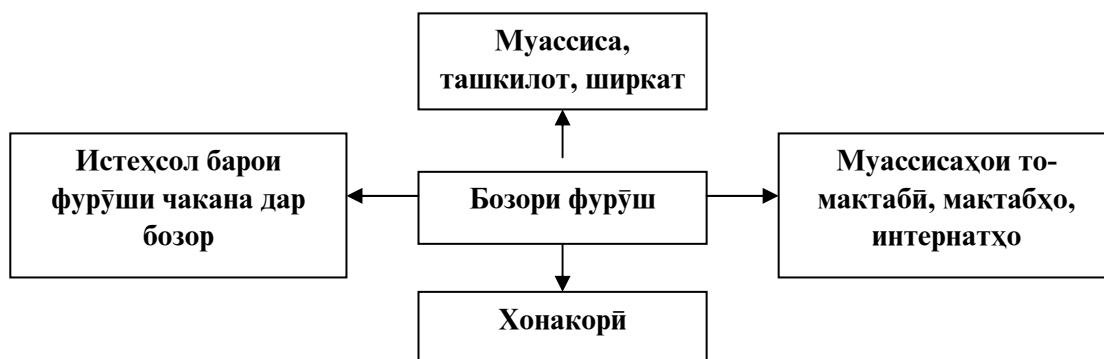 Муассиса,
ташкилот, ширкат
Истеҳсол барои
фурӯши чакана дар
бозор
Бозори фурӯш
Муассисаҳои то-
мактабӣ, мактабҳо,
интернатҳо
Хонакорӣ